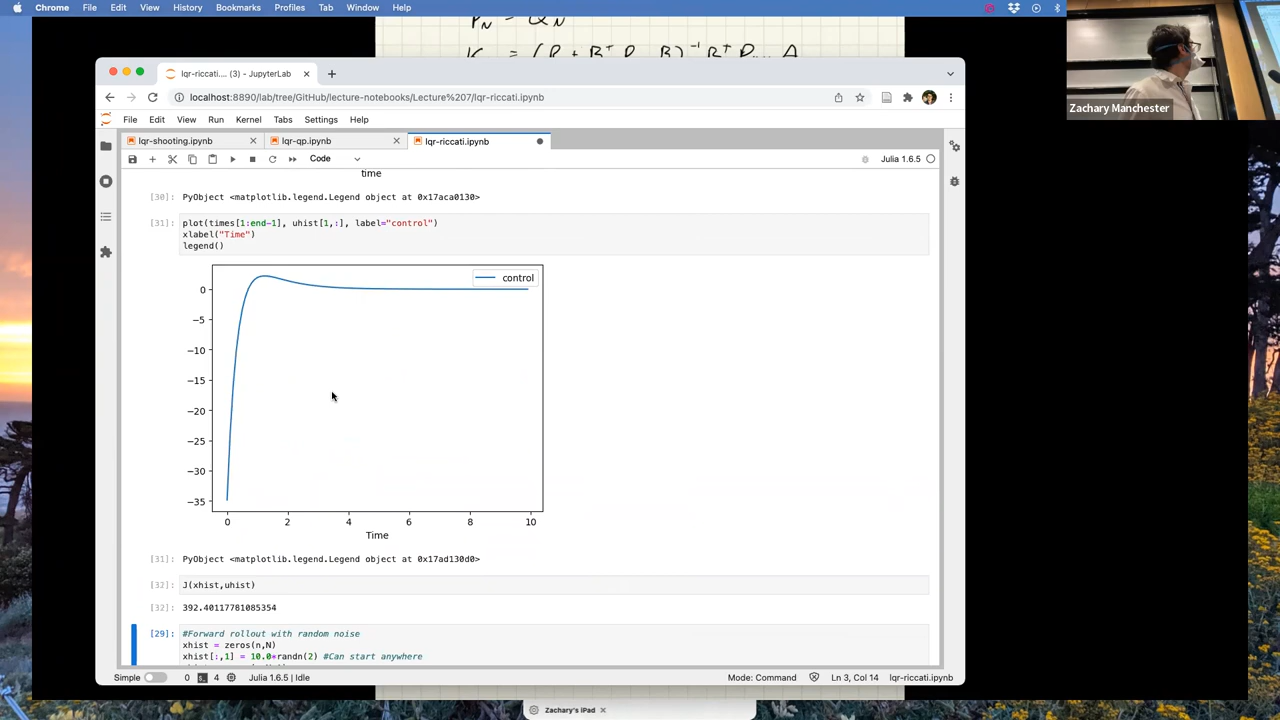 Chrome File Edit View History Bookmarks Profiles Tab Window Help
Zachary Manchester
lqr-riccati.... (3) - JupyterLab
localhost:8890/lab/tree/GitHub/lecture-notebooks/Lecture%207/lqr-riccati.ipynb
File Edit View Run Kernel Tabs Settings Help
lqr-shooting.ipynb lqr-qp.ipynb lqr-riccati.ipynb
Code Julia 1.6.5
time
[30]: PyObject <matplotlib.legend.Legend object at 0x17aca0130>
[31]: plot(times[1:end-1], uhist[1,:], label="control")
xlabel("Time")
legend()
control
0
−5
−10
−15
−20
−25
−30
−35
0 2 4 6 8 10
Time
[31]: PyObject <matplotlib.legend.Legend object at 0x17ad130d0>
[32]: J(xhist,uhist)
[32]: 392.40117781085354
[29]: #Forward rollout with random noise
xhist = zeros(n,N)
xhist[:,1] = 10.0*randn(2) #Can start anywhere
Simple 0 4 Julia 1.6.5 | Idle Mode: Command Ln 3, Col 14 lqr-riccati.ipynb
Zachary's iPad